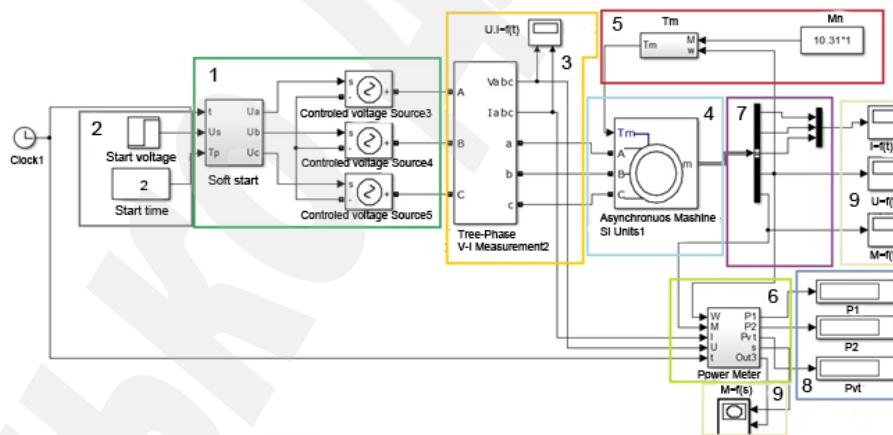 5
Tm
Mn
Tm
M
w
10.31*1
U.I=f(t)
3
1
s
-
+
Controled voltage Source3
A
Vabc
Iabc
4
7
2
t
Us
Tp
Ua
Ub
Uc
s
-
+
B
a
b
c
Tm
A
B
C
m
I=f(t)
Clock1
Start voltage
Controled voltage Source4
2
Start time
Soft start
s
-
+
C
U=f(
9
Controled voltage Source5
Tree-Phase
V-I Measurement2
Asynchronuos Mashine
SI Units1
M=f(
6
W
M
I
U
t
P1
P2
Pvt
s
Out3
Power Meter
P1
P2
8
Pvt
M=f(s)
9